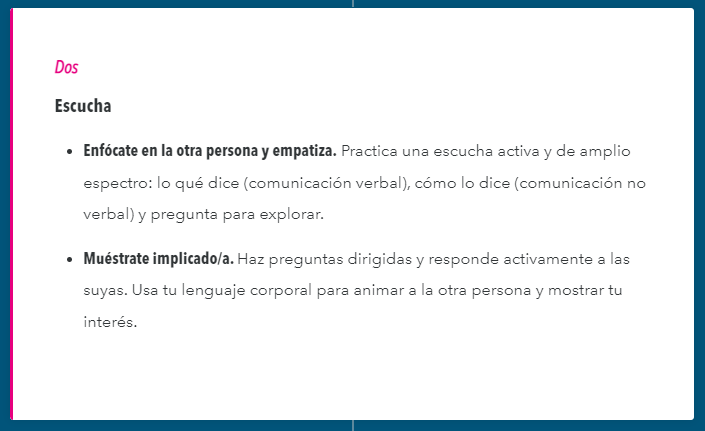 Dos
Escucha
• Enfócate en la otra persona y empatiza. Practica una escucha activa y de amplio
espectro: lo qué dice (comunicación verbal), cómo lo dice (comunicación no
verbal) y pregunta para explorar.
• Muéstrate implicado/a. Haz preguntas dirigidas y responde activamente a las
suyas. Usa tu lenguaje corporal para animar a la otra persona y mostrar tu
interés.